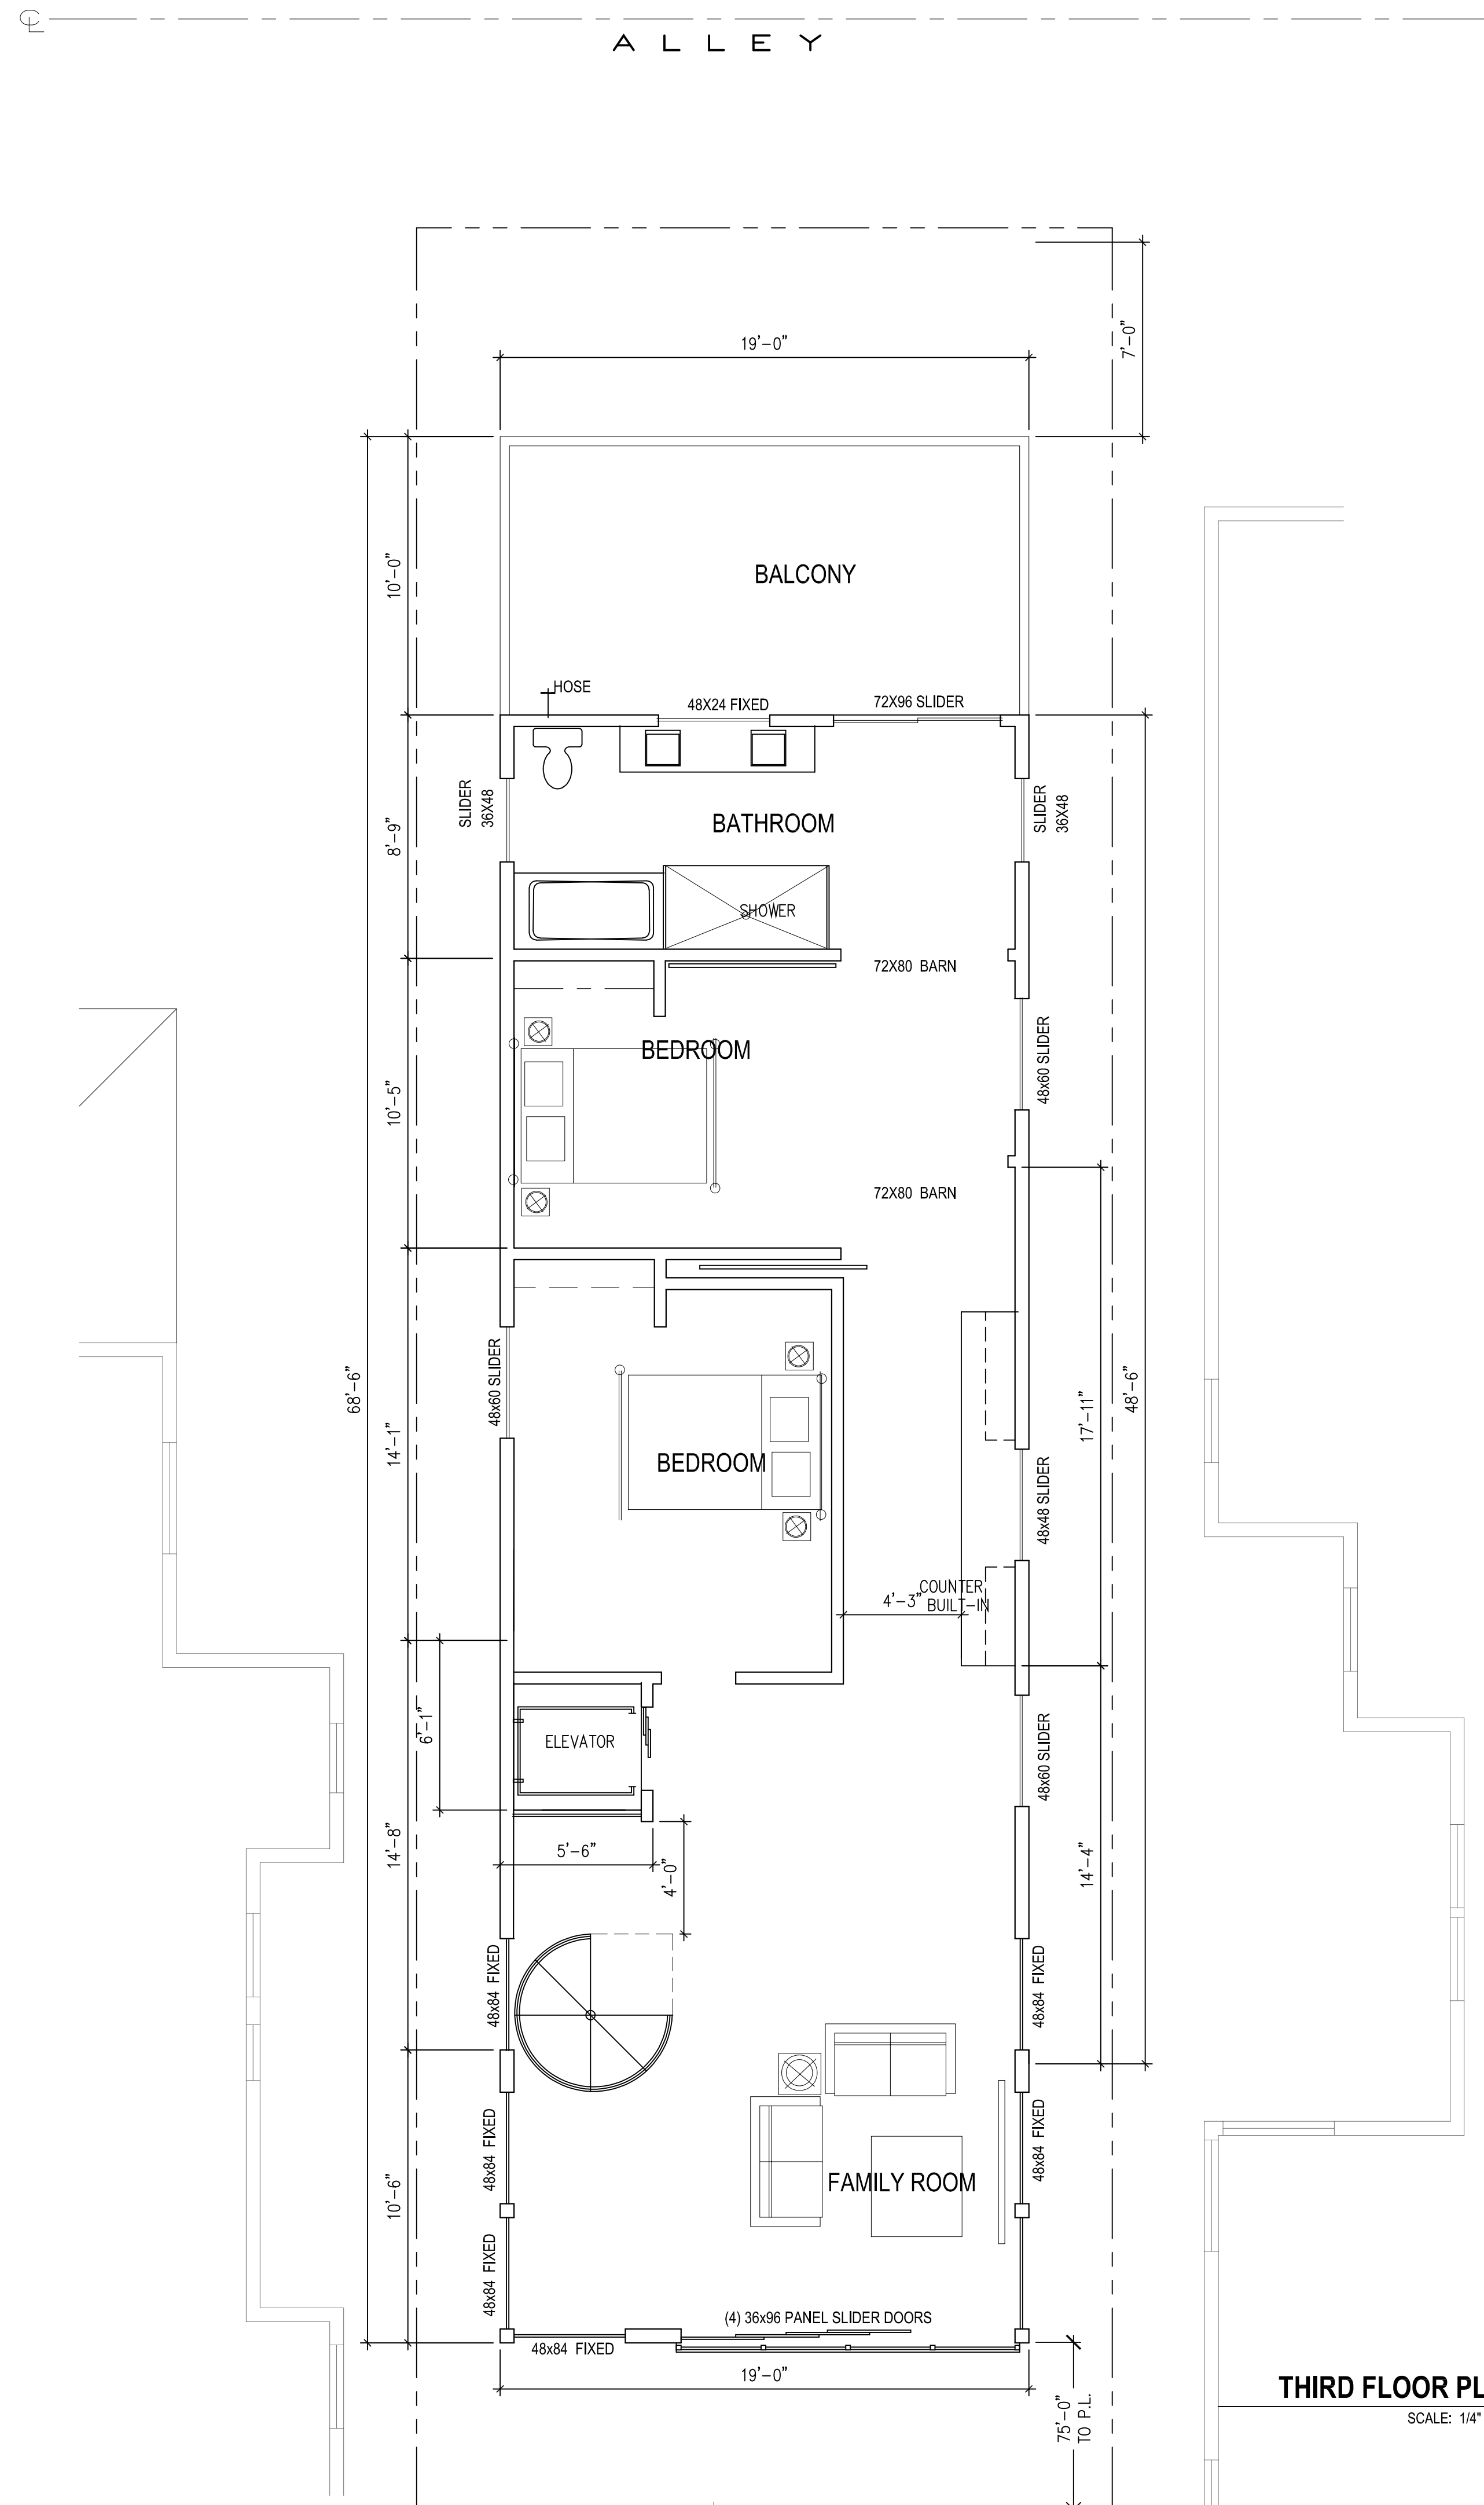 ALLEY
19'-0"
7'-0"
10'-0"
BALCONY
HOSE
48X24 FIXED
72X96 SLIDER
SLIDER
36X48
SLIDER
36X48
BATHROOM
8'-9"
SHOWER
72X80 BARN
BEDROOM
48x60 SLIDER
10'-5"
72X80 BARN
68'-6"
48x60 SLIDER
14'-1"
17'-11"
48'-6"
BEDROOM
48x48 SLIDER
4'-3"
COUNTER
BUILT-IN
6'-1"
ELEVATOR
48x60 SLIDER
14'-8"
5'-6"
4'-0"
14'-4"
48x84 FIXED
48x84 FIXED
48x84 FIXED
48x84 FIXED
FAMILY ROOM
10'-6"
48x84 FIXED
(4) 36x96 PANEL SLIDER DOORS
48x84 FIXED
19'-0"
75'-0"
TO P.L.
THIRD FLOOR PL
SCALE: 1/4"